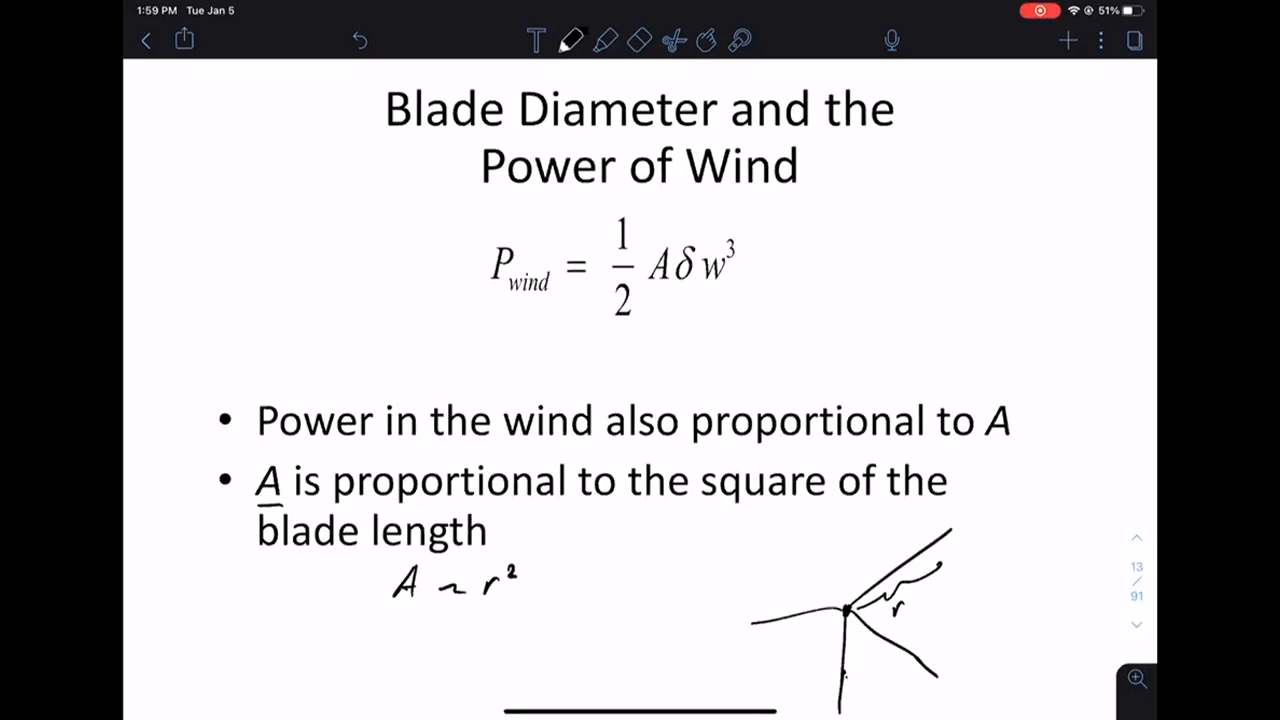 1:59 PM Tue Jan 5
51%
T
Blade Diameter and the
Power of Wind
P_wind = 1/2 A δ w³
• Power in the wind also proportional to A
• A is proportional to the square of the
blade length
A ~ r²
r
13
/
91